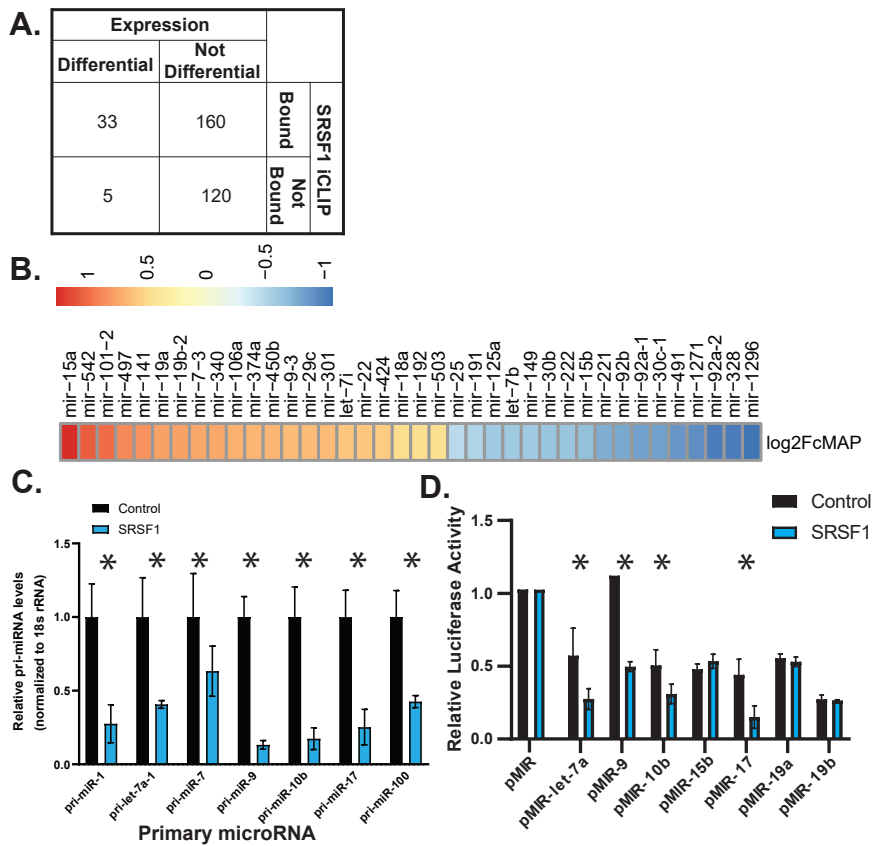 A.
Expression
Differential
Not
Differential
33
160
Bound
5
120
Not
Bound
SRSF1 iCLIP
B.
1
0.5
0
−0.5
−1
mir−15a
mir−542
mir−101−2
mir−497
mir−141
mir−19a
mir−19b−2
mir−7−3
mir−340
mir−106a
mir−374a
mir−450b
mir−9−3
mir−29c
mir−301
let−7i
mir−22
mir−424
mir−18a
mir−192
mir−503
mir−25
mir−191
mir−125a
let−7b
mir−149
mir−30b
mir−222
mir−15b
mir−221
mir−92b
mir−92a−1
mir−30c−1
mir−491
mir−1271
mir−92a−2
mir−328
mir−1296
log2FcMAP
C.
Control
SRSF1
Relative pri-miRNA levels
(normalized to 18s rRNA)
1.5
1.0
0.5
0.0
* * * * * * *
pri-miR-1
pri-let-7a-1
pri-miR-7
pri-miR-9
pri-miR-10b
pri-miR-17
pri-miR-100
Primary microRNA
D.
Control
SRSF1
Relative Luciferase Activity
1.5
1.0
0.5
0.0
* * * *
pMIR
pMIR-let-7a
pMIR-9
pMIR-10b
pMIR-15b
pMIR-17
pMIR-19a
pMIR-19b